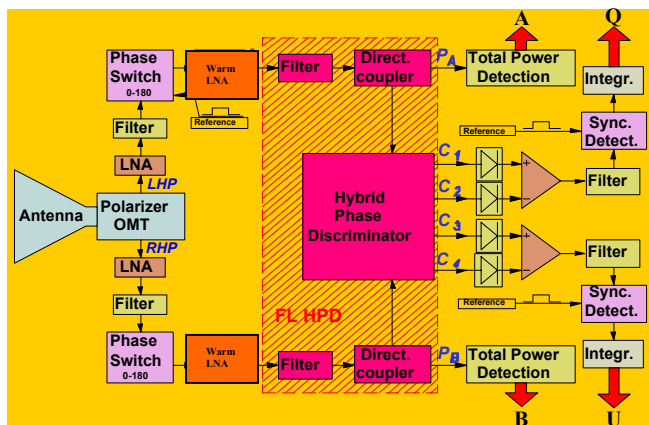 A
Q
Phase
Switch
0-180
Warm
LNA
Filter
Direct.
coupler
PA
Total Power
Detection
Integr.
Reference
Filter
LNA
LHP
Reference
Sync.
Detect.
C1
C2
C3
C4
+
−
+
−
Filter
Antenna
Polarizer
OMT
RHP
Hybrid
Phase
Discriminator
Filter
LNA
Filter
FL HPD
Reference
Sync.
Detect.
Phase
Switch
0-180
Warm
LNA
Filter
Direct.
coupler
PB
Total Power
Detection
Integr.
B
U